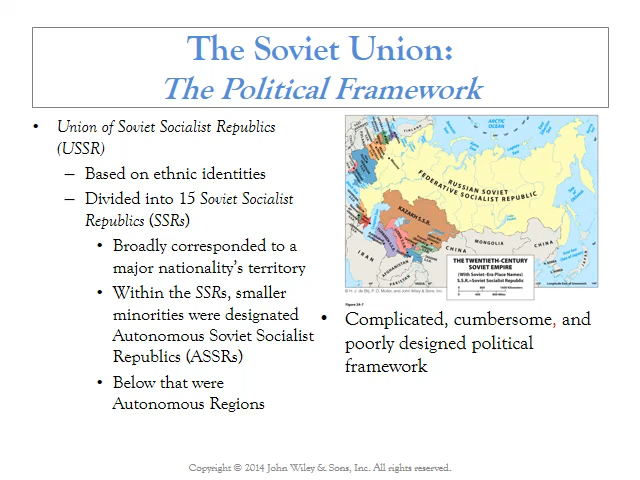 The Soviet Union:
The Political Framework
• Union of Soviet Socialist Republics
(USSR)
– Based on ethnic identities
– Divided into 15 Soviet Socialist
Republics (SSRs)
• Broadly corresponded to a
major nationality's territory
• Within the SSRs, smaller
minorities were designated
Autonomous Soviet Socialist
Republics (ASSRs)
• Below that were
Autonomous Regions
ARCTIC
OCEAN
FINLAND
RUSSIAN SOVIET
FEDERATIVE SOCIALIST REPUBLIC
KAZAKH S.S.R.
IRAN
AFGHANISTAN
PAKISTAN
INDIA
CHINA
MONGOLIA
CHINA
THE TWENTIETH-CENTURY
SOVIET EMPIRE
(With Soviet-Era Place Names)
S.S.R.=Soviet Socialist Republic
• Complicated, cumbersome, and
poorly designed political
framework
Copyright © 2014 John Wiley & Sons, Inc. All rights reserved.